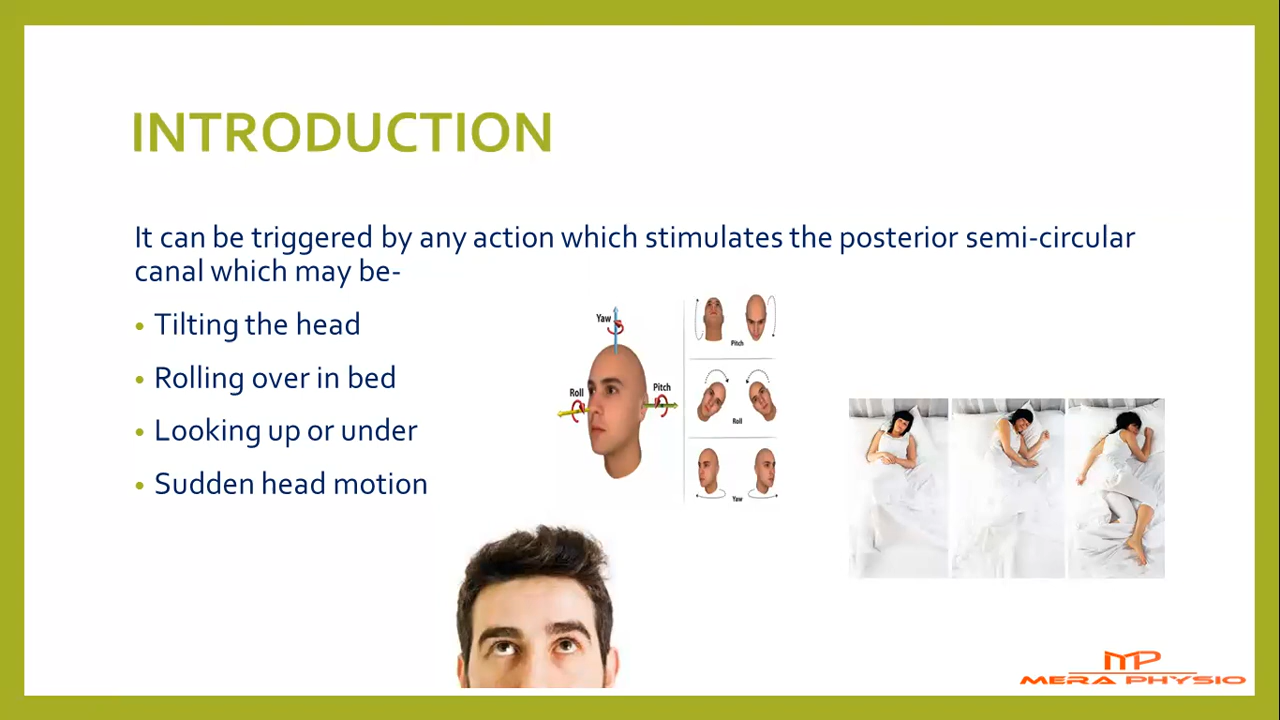 INTRODUCTION
It can be triggered by any action which stimulates the posterior semi-circular
canal which may be-
• Tilting the head
• Rolling over in bed
• Looking up or under
• Sudden head motion
Yaw
Roll
Pitch
Pitch
Roll
Yaw
MP
MERA PHYSIO